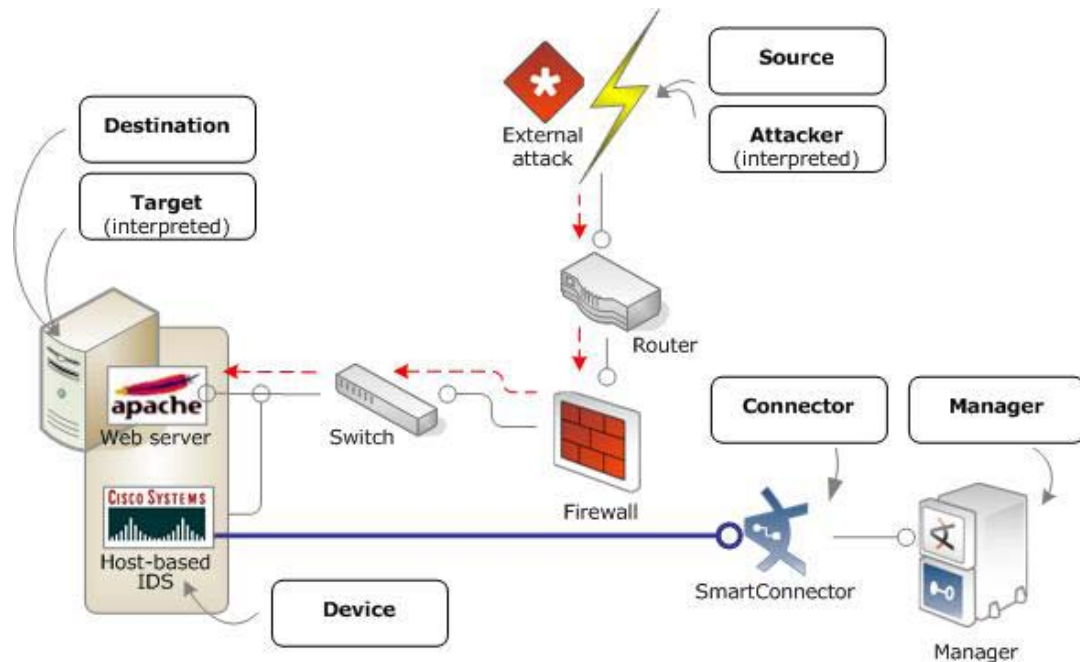 Source
External
attack
Attacker
(interpreted)
Destination
Target
(interpreted)
Router
apache
Web server
Switch
Firewall
Connector
Manager
CISCO SYSTEMS
Host-based
IDS
SmartConnector
Device
Manager